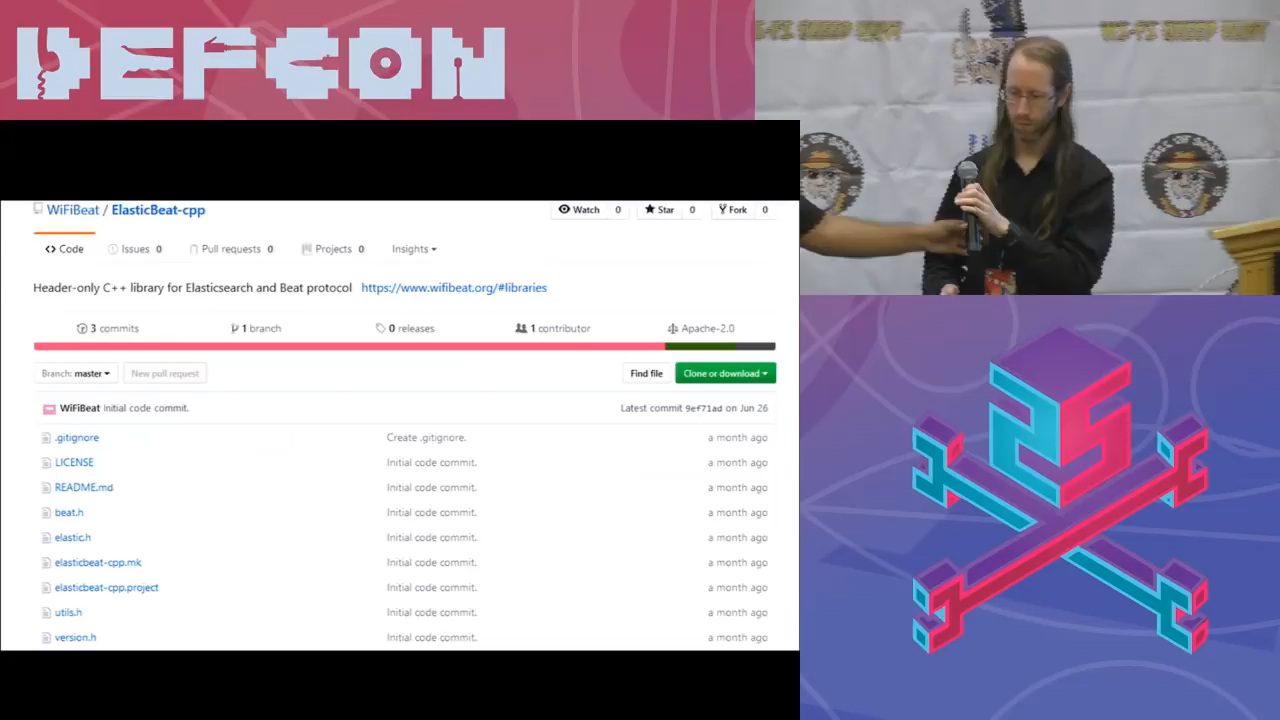 DEFCON
WiFiBeat / ElasticBeat-cpp
Watch 0 Star 0 Fork 0
Code Issues 0 Pull requests 0 Projects 0 Insights
Header-only C++ library for Elasticsearch and Beat protocol https://www.wifibeat.org/#libraries
3 commits 1 branch 0 releases 1 contributor Apache-2.0
Branch: master New pull request Find file Clone or download
WiFiBeat Initial code commit. Latest commit 9ef71ad on Jun 26
.gitignore Create .gitignore. a month ago
LICENSE Initial code commit. a month ago
README.md Initial code commit. a month ago
beat.h Initial code commit. a month ago
elastic.h Initial code commit. a month ago
elasticbeat-cpp.mk Initial code commit. a month ago
elasticbeat-cpp.project Initial code commit. a month ago
utils.h Initial code commit. a month ago
version.h Initial code commit. a month ago
25